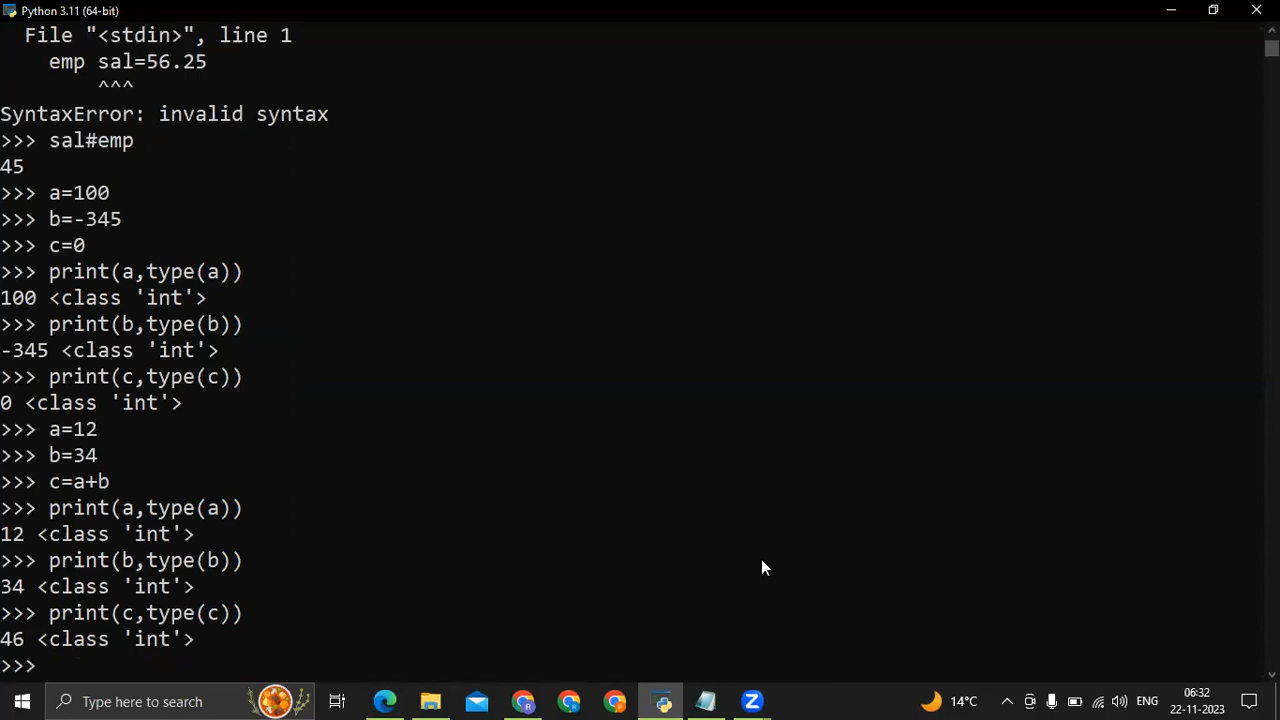 Python 3.11 (64-bit)
  File "<stdin>", line 1
    emp sal=56.25
        ^^^
SyntaxError: invalid syntax
>>> sal#emp
45
>>> a=100
>>> b=-345
>>> c=0
>>> print(a,type(a))
100 <class 'int'>
>>> print(b,type(b))
-345 <class 'int'>
>>> print(c,type(c))
0 <class 'int'>
>>> a=12
>>> b=34
>>> c=a+b
>>> print(a,type(a))
12 <class 'int'>
>>> print(b,type(b))
34 <class 'int'>
>>> print(c,type(c))
46 <class 'int'>
>>>
Type here to search
14°C
ENG
06:32
22-11-2023